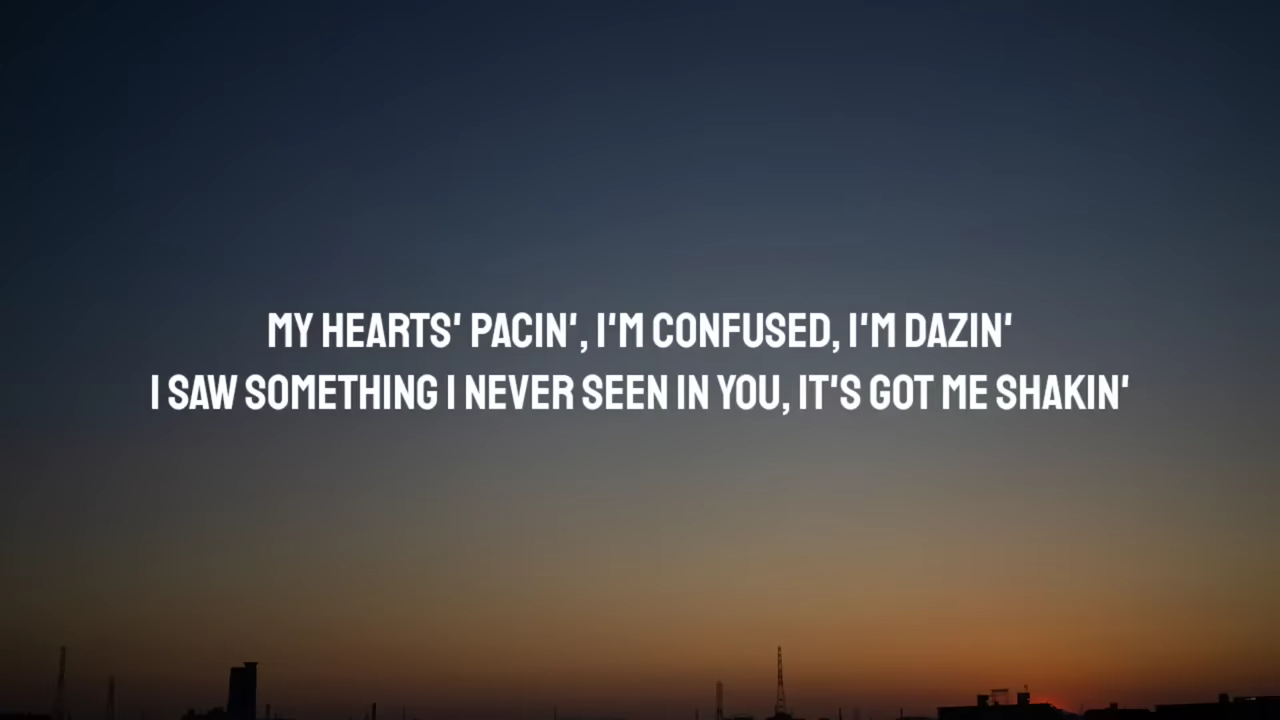 MY HEARTS' PACIN', I'M CONFUSED, I'M DAZIN'
I SAW SOMETHING I NEVER SEEN IN YOU, IT'S GOT ME SHAKIN'